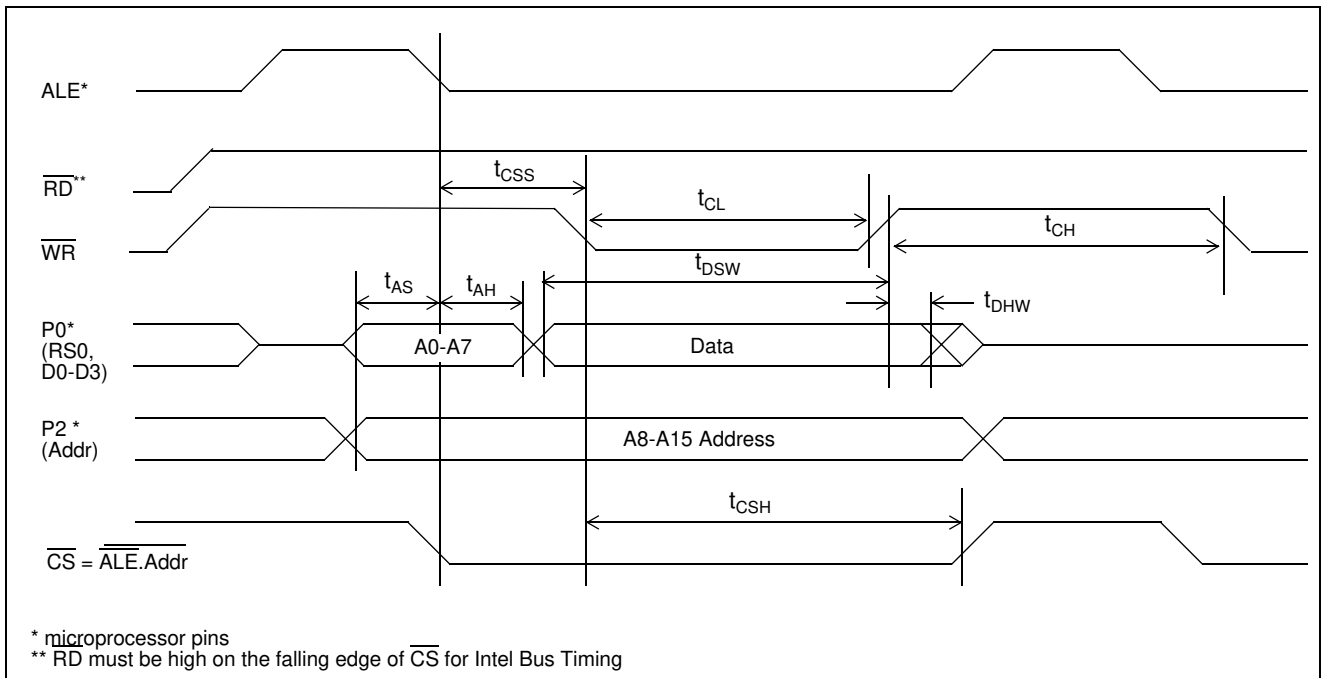 ALE*
RD**
tCSS
tCL
WR
tCH
tDSW
tAS
tAH
tDHW
P0*
(RS0,
D0-D3)
A0-A7
Data
P2 *
(Addr)
A8-A15 Address
tCSH
CS = ALE.Addr
* microprocessor pins
** RD must be high on the falling edge of CS for Intel Bus Timing